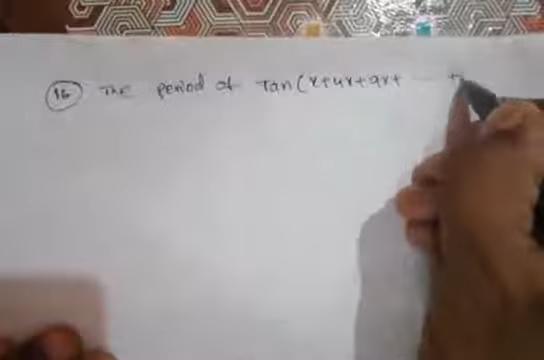 16 The period of Tan (x+4x+9x+ --- +